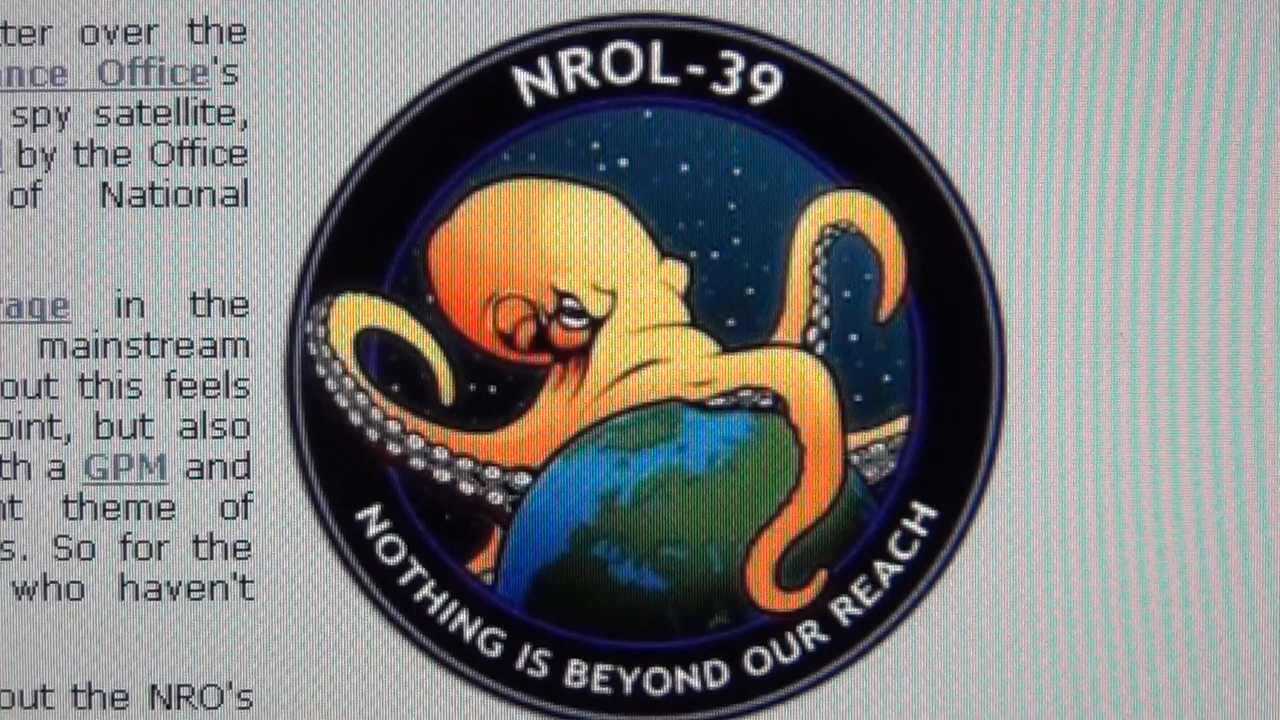 ter over the
nce Office's
spy satellite,
by the Office
of National
age in the
mainstream
out this feels
oint, but also
th a GPM and
theme of
s. So for the
who haven't
out the NRO's
NROL-39
NOTHING IS BEYOND OUR REACH